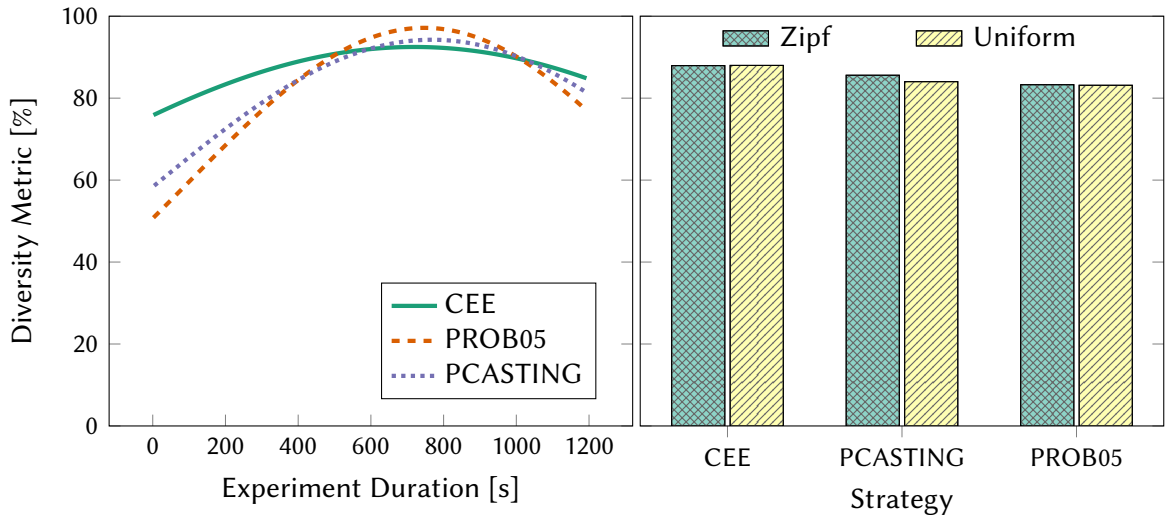 Diversity Metric [%]
100
80
60
40
20
0
CEE
PROB05
PCASTING
0 200 400 600 800 1000 1200
Experiment Duration [s]
Zipf Uniform
CEE PCASTING PROB05
Strategy